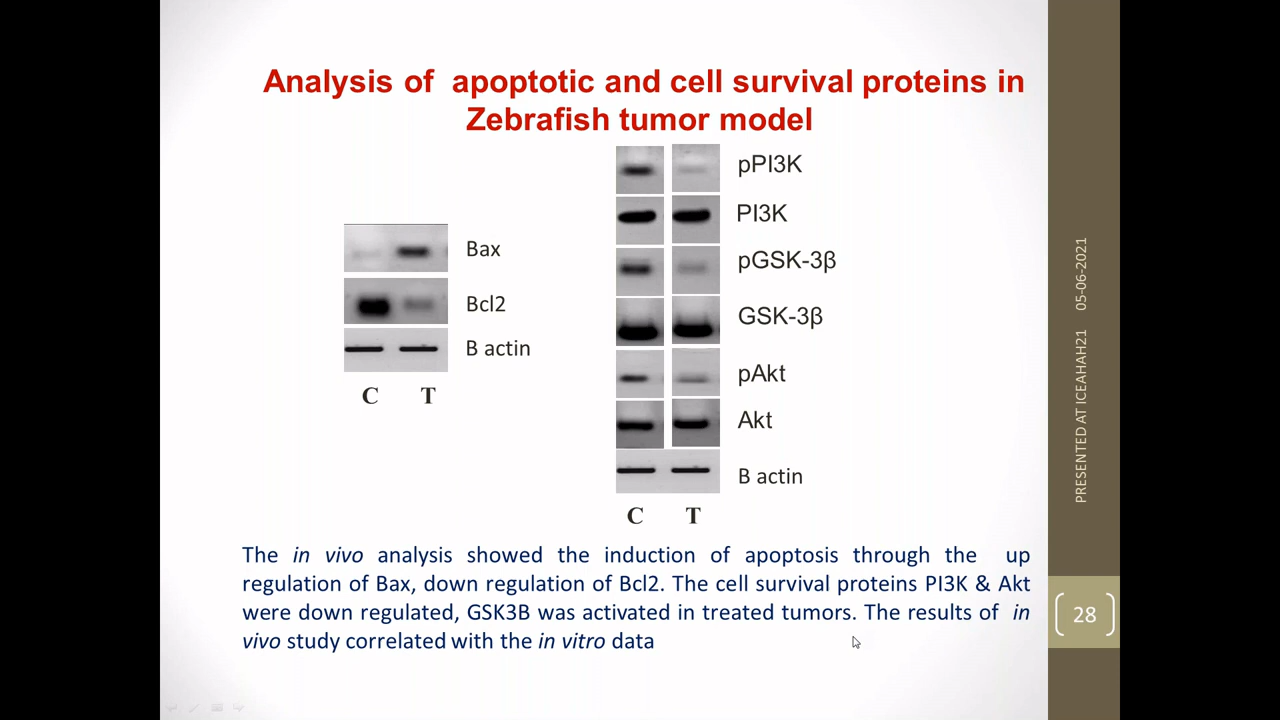 Analysis of apoptotic and cell survival proteins in
Zebrafish tumor model
Bax
Bcl2
B actin
C T
pPI3K
PI3K
pGSK-3β
GSK-3β
pAkt
Akt
B actin
C T
The in vivo analysis showed the induction of apoptosis through the up
regulation of Bax, down regulation of Bcl2. The cell survival proteins PI3K & Akt
were down regulated, GSK3B was activated in treated tumors. The results of in
vivo study correlated with the in vitro data
PRESENTED AT ICEAHAH21 05-06-2021
28